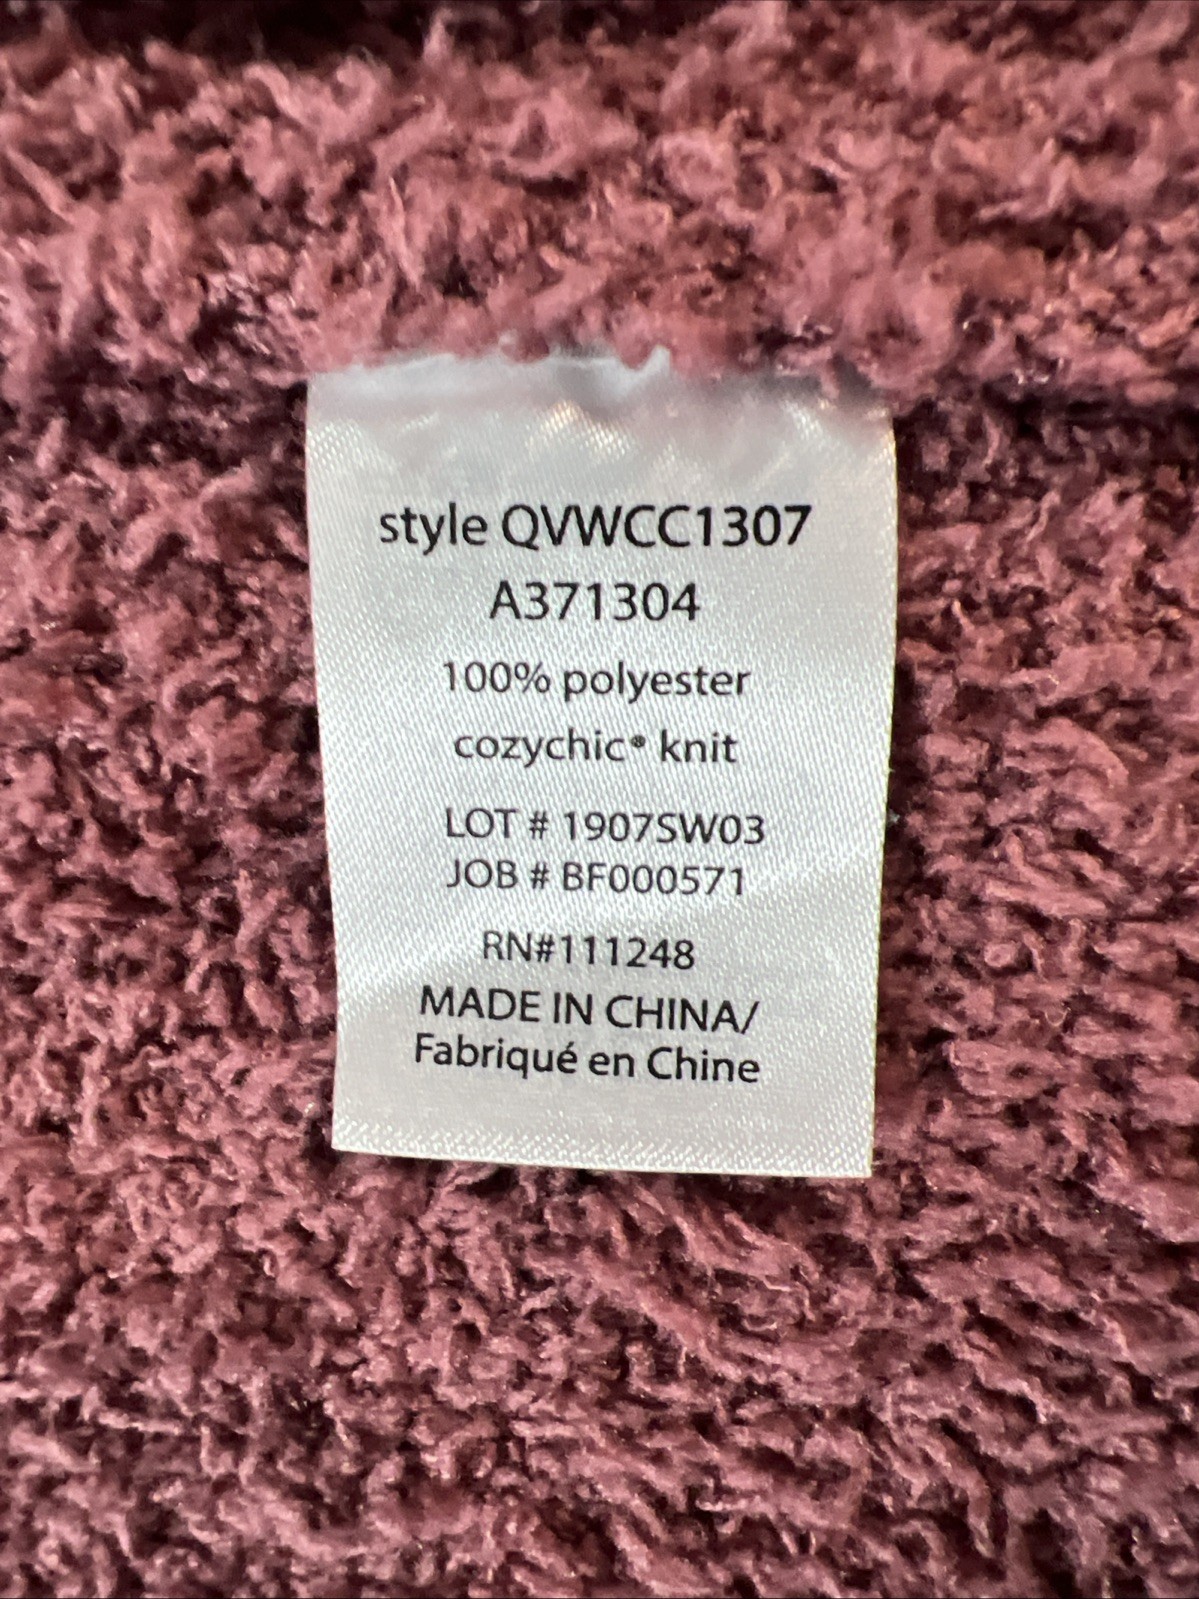 style QVWCC1307
A371304
100% polyester
cozychic® knit
LOT # 1907SW03
JOB # BF000571
RN#111248
MADE IN CHINA/
Fabriqué en Chine